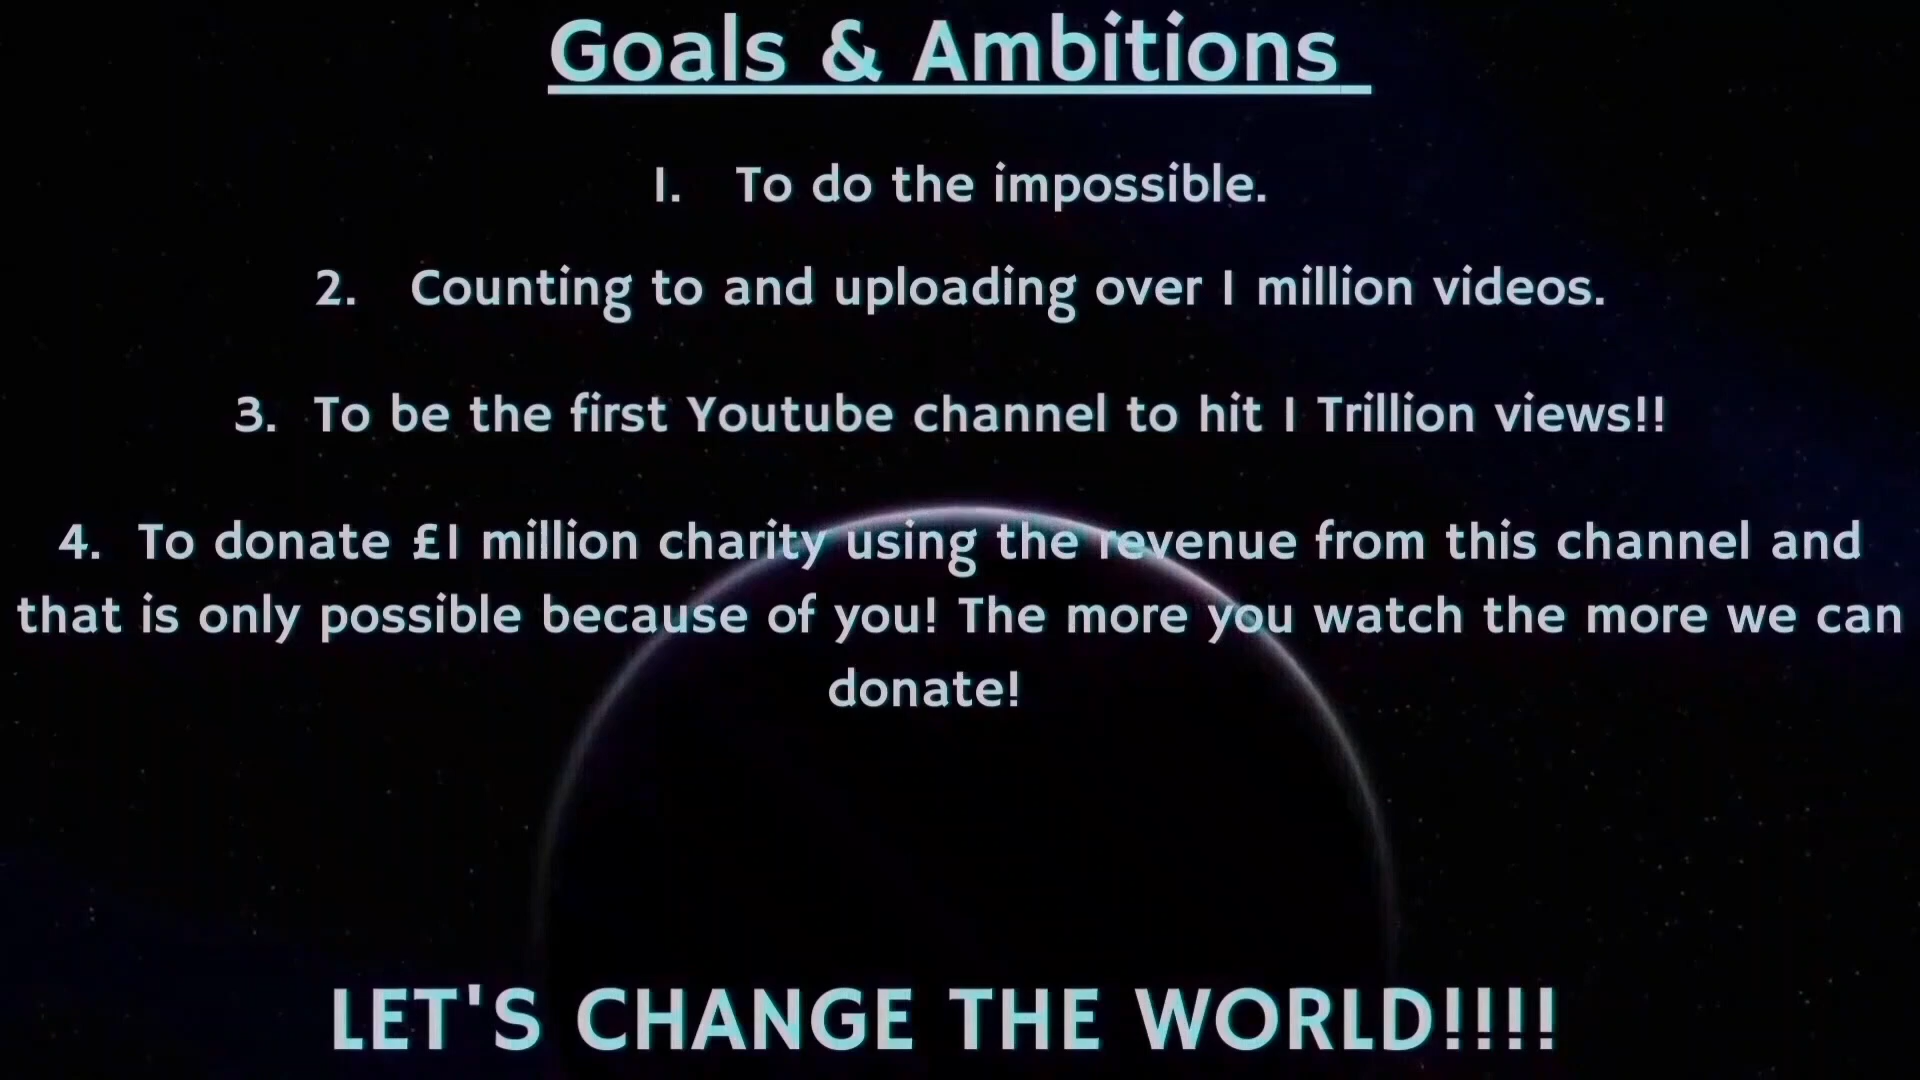 Goals & Ambitions
1. To do the impossible.
2. Counting to and uploading over 1 million videos.
3. To be the first Youtube channel to hit 1 Trillion views!!
4. To donate £1 million charity using the revenue from this channel and
that is only possible because of you! The more you watch the more we can
donate!
LET'S CHANGE THE WORLD!!!!